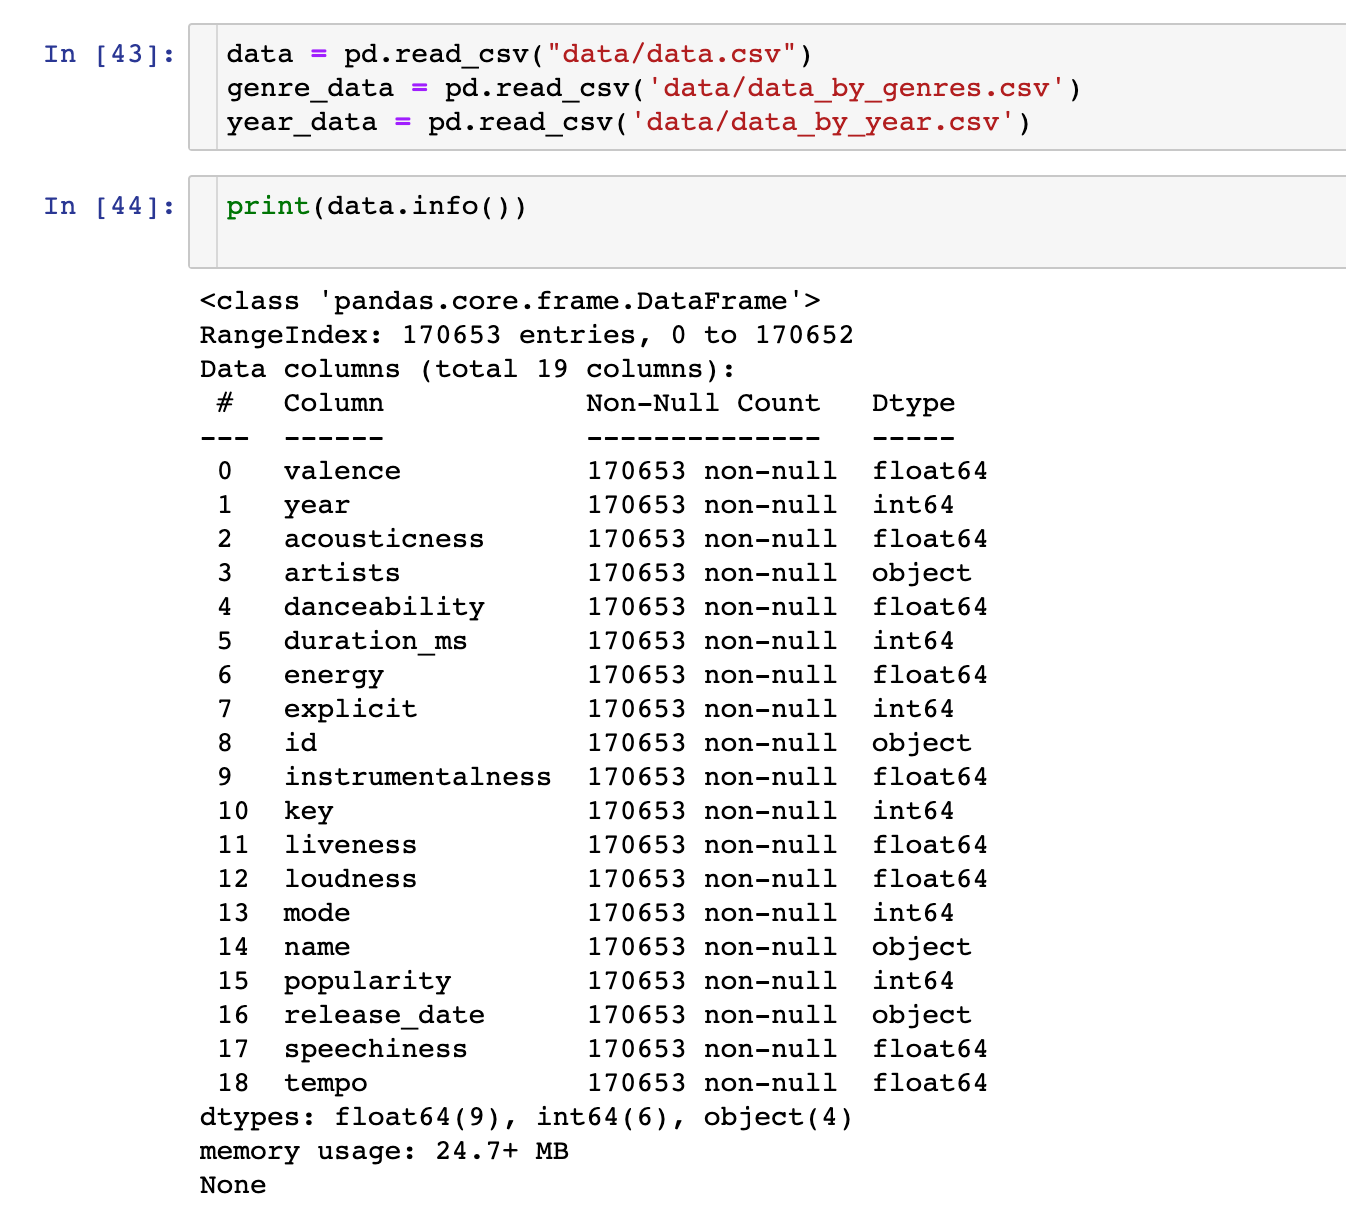 In [43]:
data = pd.read_csv("data/data.csv")
genre_data = pd.read_csv('data/data_by_genres.csv')
year_data = pd.read_csv('data/data_by_year.csv')
In [44]:
print(data.info())
<class 'pandas.core.frame.DataFrame'>
RangeIndex: 170653 entries, 0 to 170652
Data columns (total 19 columns):
 #   Column            Non-Null Count   Dtype
---  ------            --------------   -----
 0   valence           170653 non-null  float64
 1   year              170653 non-null  int64
 2   acousticness      170653 non-null  float64
 3   artists           170653 non-null  object
 4   danceability      170653 non-null  float64
 5   duration_ms       170653 non-null  int64
 6   energy            170653 non-null  float64
 7   explicit          170653 non-null  int64
 8   id                170653 non-null  object
 9   instrumentalness  170653 non-null  float64
 10  key               170653 non-null  int64
 11  liveness          170653 non-null  float64
 12  loudness          170653 non-null  float64
 13  mode              170653 non-null  int64
 14  name              170653 non-null  object
 15  popularity        170653 non-null  int64
 16  release_date      170653 non-null  object
 17  speechiness       170653 non-null  float64
 18  tempo             170653 non-null  float64
dtypes: float64(9), int64(6), object(4)
memory usage: 24.7+ MB
None